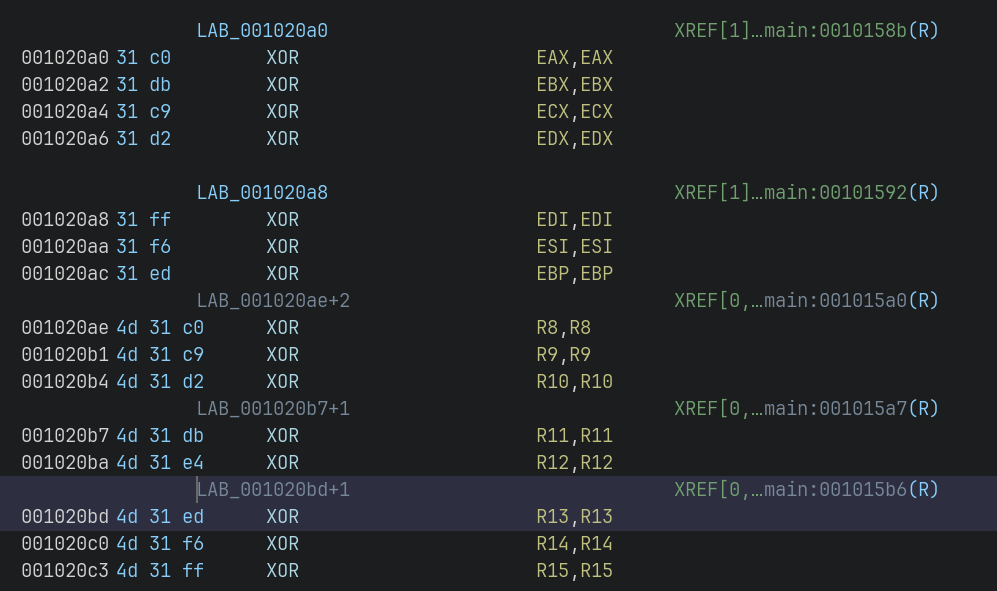 LAB_001020a0 XREF[1]…main:0010158b(R)
001020a0 31 c0 XOR EAX,EAX
001020a2 31 db XOR EBX,EBX
001020a4 31 c9 XOR ECX,ECX
001020a6 31 d2 XOR EDX,EDX
LAB_001020a8 XREF[1]…main:00101592(R)
001020a8 31 ff XOR EDI,EDI
001020aa 31 f6 XOR ESI,ESI
001020ac 31 ed XOR EBP,EBP
LAB_001020ae+2 XREF[0,…main:001015a0(R)
001020ae 4d 31 c0 XOR R8,R8
001020b1 4d 31 c9 XOR R9,R9
001020b4 4d 31 d2 XOR R10,R10
LAB_001020b7+1 XREF[0,…main:001015a7(R)
001020b7 4d 31 db XOR R11,R11
001020ba 4d 31 e4 XOR R12,R12
LAB_001020bd+1 XREF[0,…main:001015b6(R)
001020bd 4d 31 ed XOR R13,R13
001020c0 4d 31 f6 XOR R14,R14
001020c3 4d 31 ff XOR R15,R15